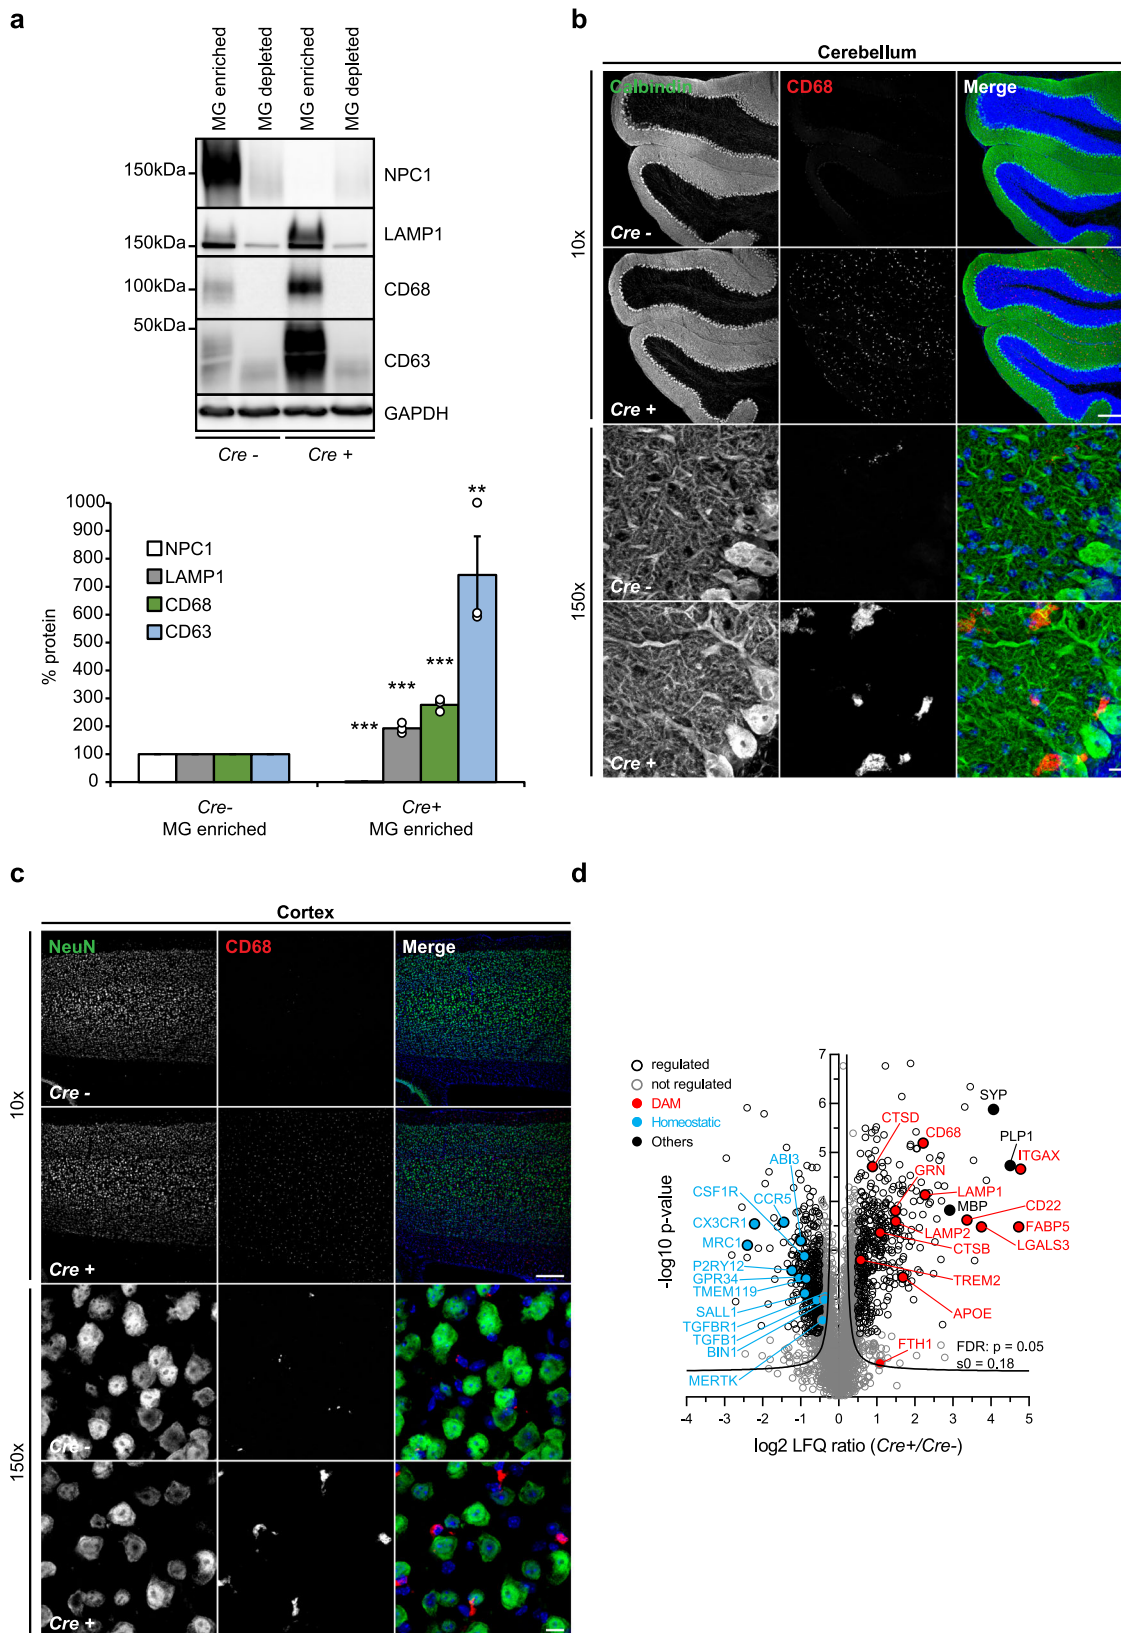 a
MG enriched
MG depleted
MG enriched
MG depleted
150kDa
NPC1
150kDa
LAMP1
100kDa
CD68
50kDa
CD63
GAPDH
Cre -
Cre +
% protein
1000
900
800
700
600
500
400
300
200
100
0
NPC1
LAMP1
CD68
CD63
***
***
***
**
Cre-
MG enriched
Cre+
MG enriched
b
Cerebellum
Calbindin
CD68
Merge
10x
Cre -
Cre +
150x
Cre -
Cre +
c
Cortex
NeuN
CD68
Merge
10x
Cre -
Cre +
150x
Cre -
Cre +
d
regulated
not regulated
DAM
Homeostatic
Others
7
6
5
-log10 p-value
SYP
PLP1
ITGAX
CTSD
CD68
GRN
LAMP1
MBP
CD22
FABP5
LGALS3
LAMP2
CTSB
TREM2
APOE
FTH1
ABI3
CSF1R
CCR5
CX3CR1
MRC1
P2RY12
GPR34
TMEM119
SALL1
TGFBR1
TGFB1
BIN1
MERTK
FDR: p = 0.05
s0 = 0.18
-4 -3 -2 -1 0 1 2 3 4 5
log2 LFQ ratio (Cre+/Cre-)